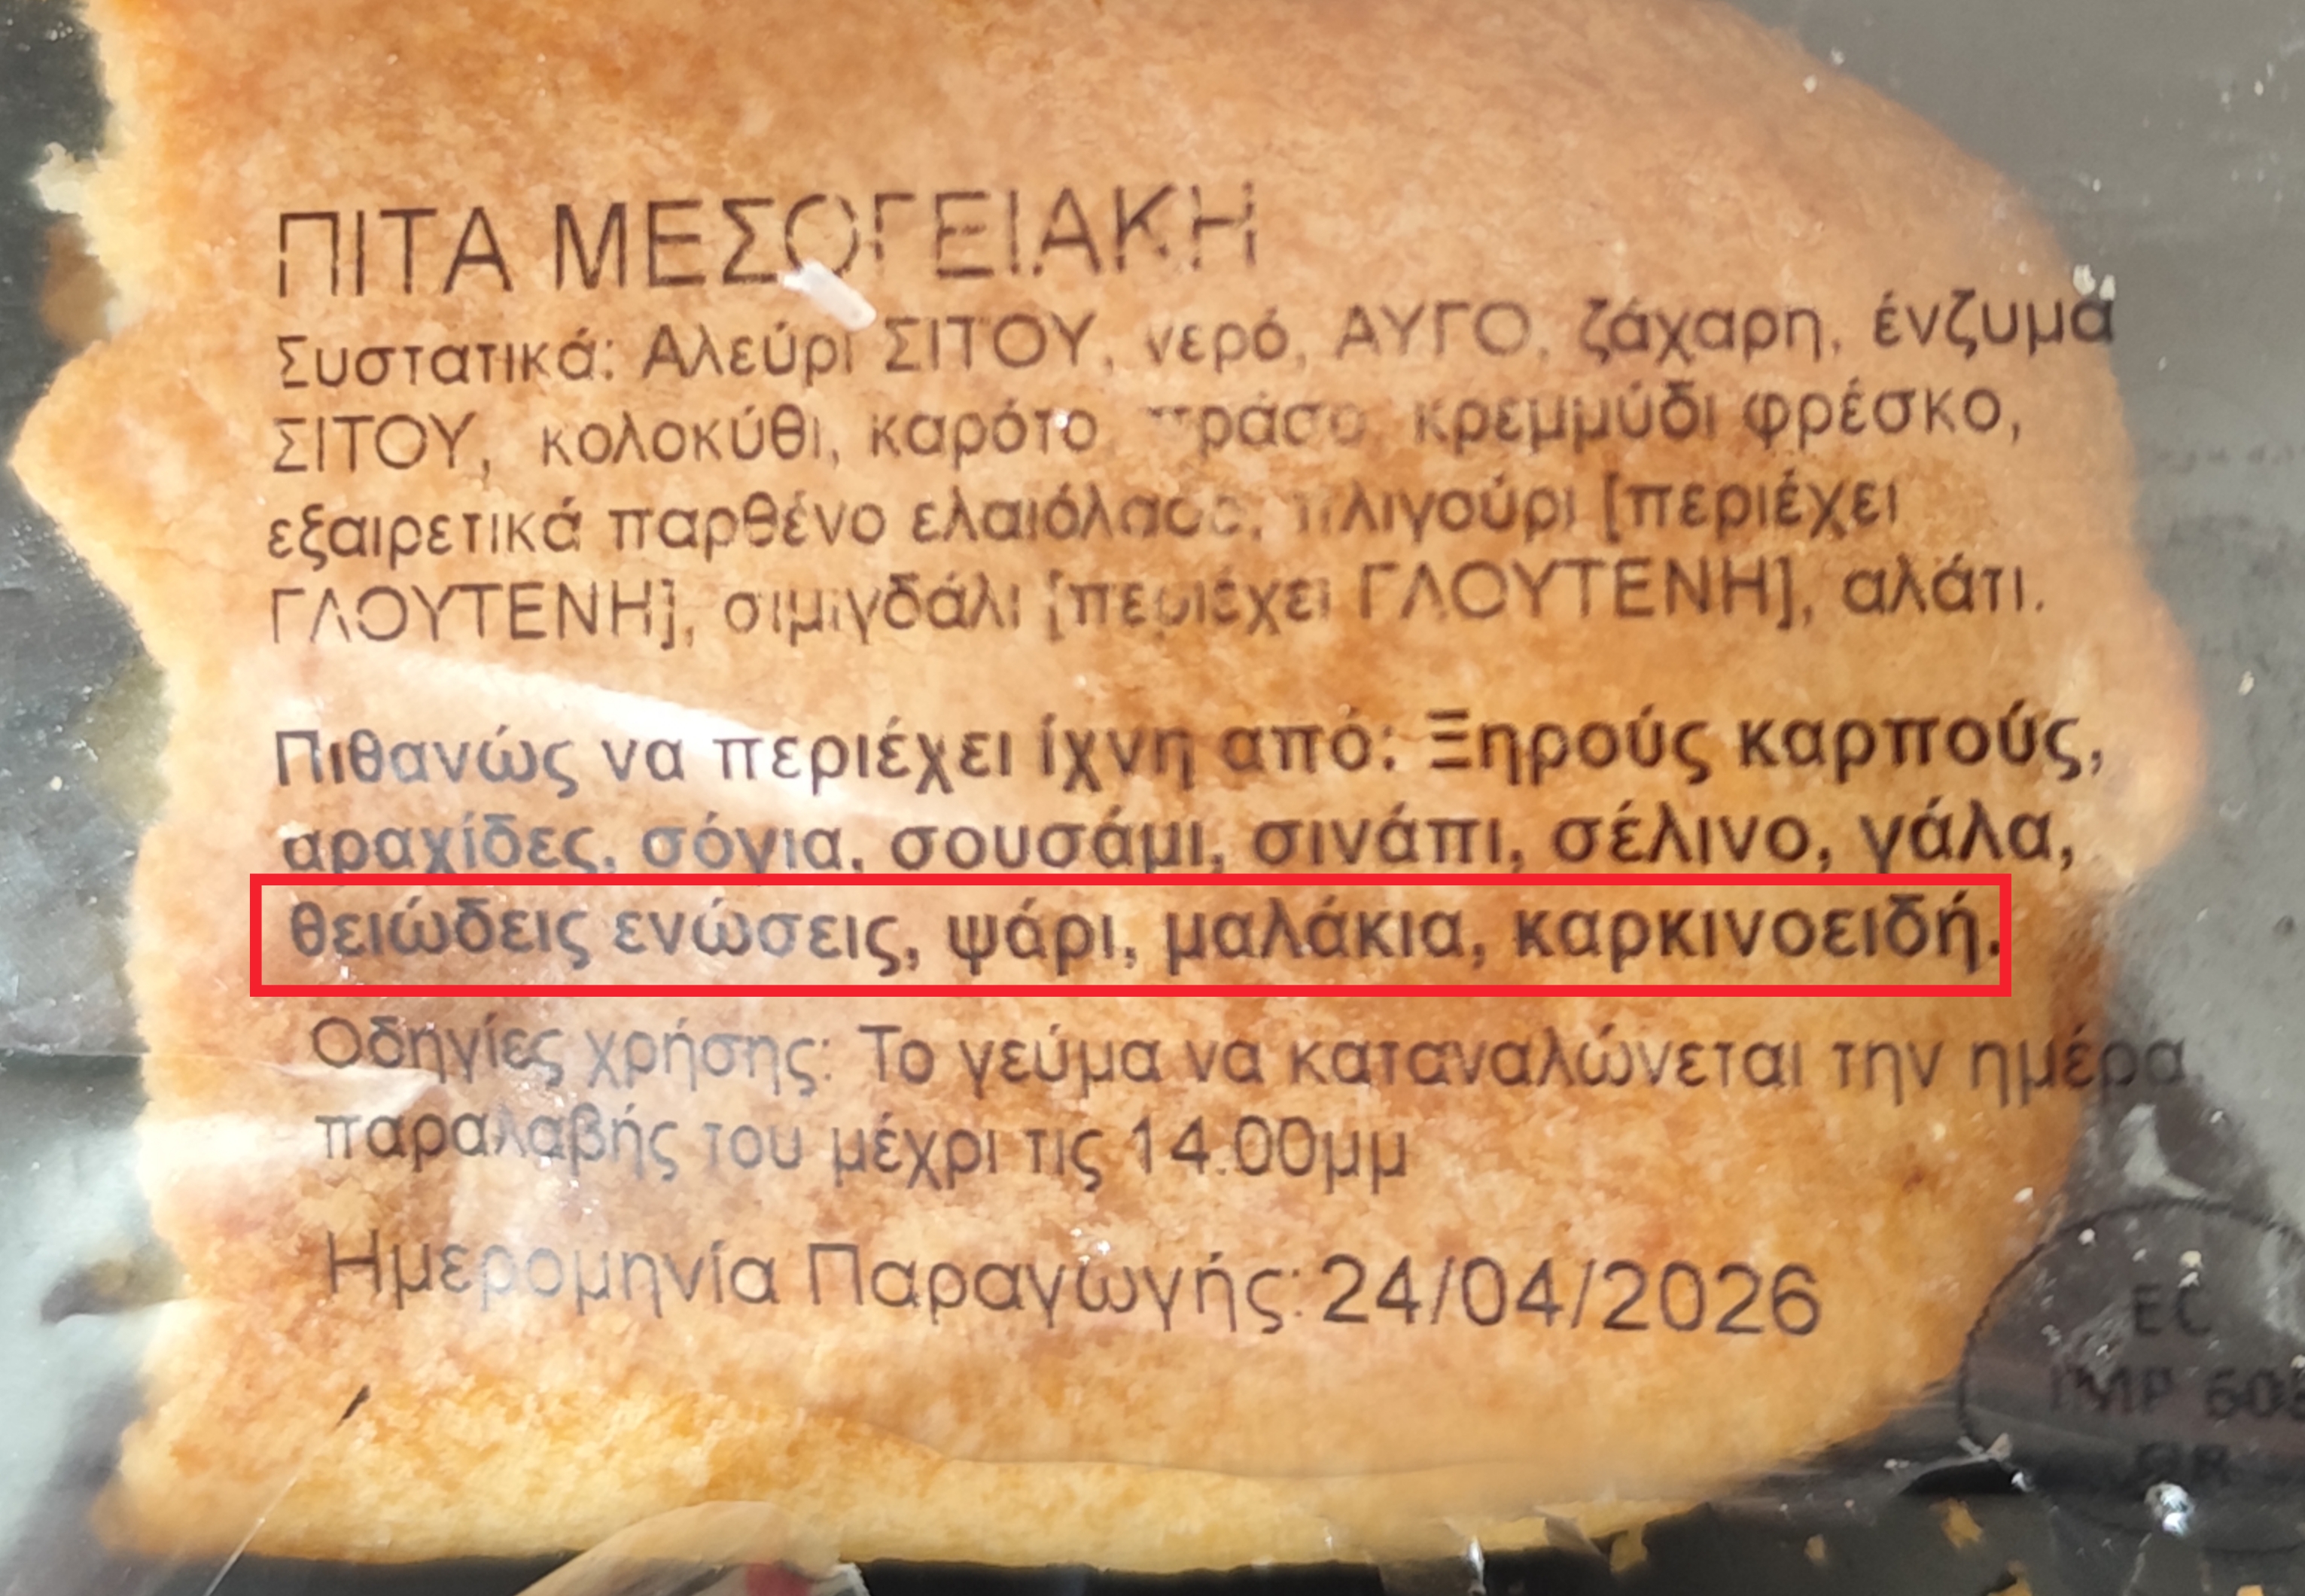 ΠΙΤΑ ΜΕΣΟΓΕΙΑΚΗ
Συστατικά: Αλεύρι ΣΙΤΟΥ, νερό, ΑΥΓΟ, ζάχαρη, ένζυμα
ΣΙΤΟΥ, κολοκύθι, καρότο, πράσο, κρεμμύδι φρέσκο,
εξαιρετικά παρθένο ελαιόλαδο, πλιγούρι [περιέχει
ΓΛΟΥΤΕΝΗ], σιμιγδάλι [περιέχει ΓΛΟΥΤΕΝΗ], αλάτι.
Πιθανώς να περιέχει ίχνη από: Ξηρούς καρπούς,
αραχίδες, σόγια, σουσάμι, σινάπι, σέλινο, γάλα,
θειώδεις ενώσεις, ψάρι, μαλάκια, καρκινοειδή.
Οδηγίες χρήσης: Το γεύμα να καταναλώνεται την ημέρα
παραλαβής του μέχρι τις 14.00μμ
Ημερομηνία Παραγωγής: 24/04/2026
EC